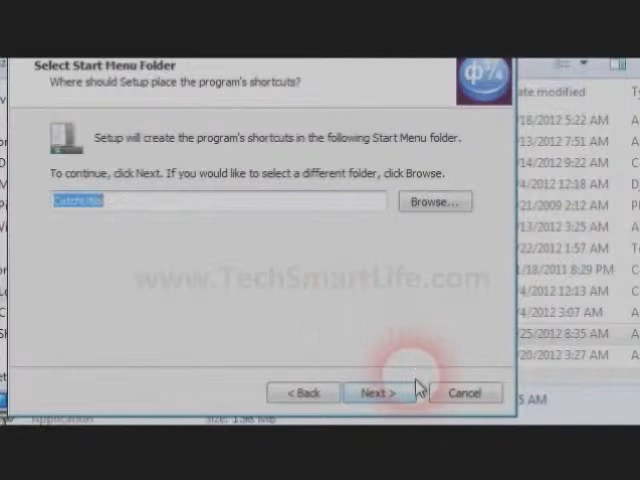 Select Start Menu Folder
Where should Setup place the program's shortcuts?
Setup will create the program's shortcuts in the following Start Menu folder.
To continue, click Next. If you would like to select a different folder, click Browse.
Browse...
www.TechSmartLife.com
< Back
Next >
Cancel
ate modified
/18/2012 5:22 AM
/13/2012 7:51 AM
/14/2012 9:22 AM
/4/2012 12:18 AM
/21/2009 2:12 AM
/13/2012 3:25 AM
/22/2012 1:57 AM
1/18/2011 8:29 PM
/4/2012 12:13 AM
/4/2012 3:07 AM
/25/2012 8:35 AM
/20/2012 3:27 AM
5 AM
Application
Size: 1.98 MB